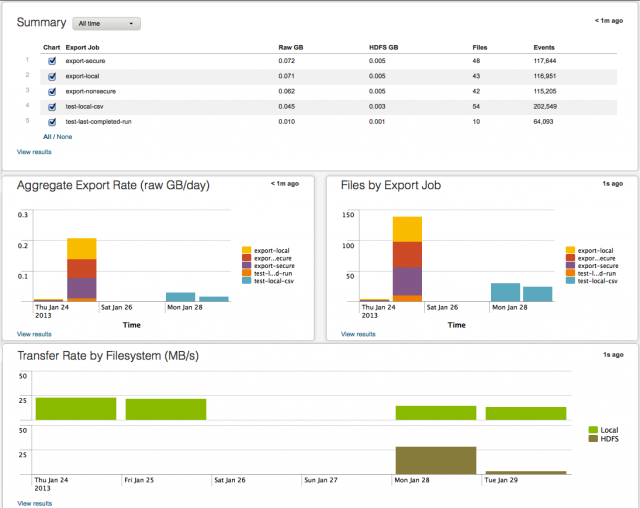 Summary All time < 1m ago
Chart Export Job Raw GB HDFS GB Files Events
1 export-secure 0.072 0.005 48 117,644
2 export-local 0.071 0.005 43 116,951
3 export-nonsecure 0.062 0.005 42 115,205
4 test-local-csv 0.045 0.003 54 202,549
5 test-last-completed-run 0.010 0.001 10 64,093
All / None
View results
Aggregate Export Rate (raw GB/day) < 1m ago
0.3
0.2
0.1
export-local
expor...ecure
export-secure
test-l...d-run
test-local-csv
Thu Jan 24 Sat Jan 26 Mon Jan 28
2013
Time
View results
Files by Export Job 1s ago
150
100
50
export-local
expor...ecure
export-secure
test-l...d-run
test-local-csv
Thu Jan 24 Sat Jan 26 Mon Jan 28
2013
Time
View results
Transfer Rate by Filesystem (MB/s) 1s ago
50
25
50
25
Local
HDFS
Thu Jan 24 Fri Jan 25 Sat Jan 26 Sun Jan 27 Mon Jan 28 Tue Jan 29
2013
View results